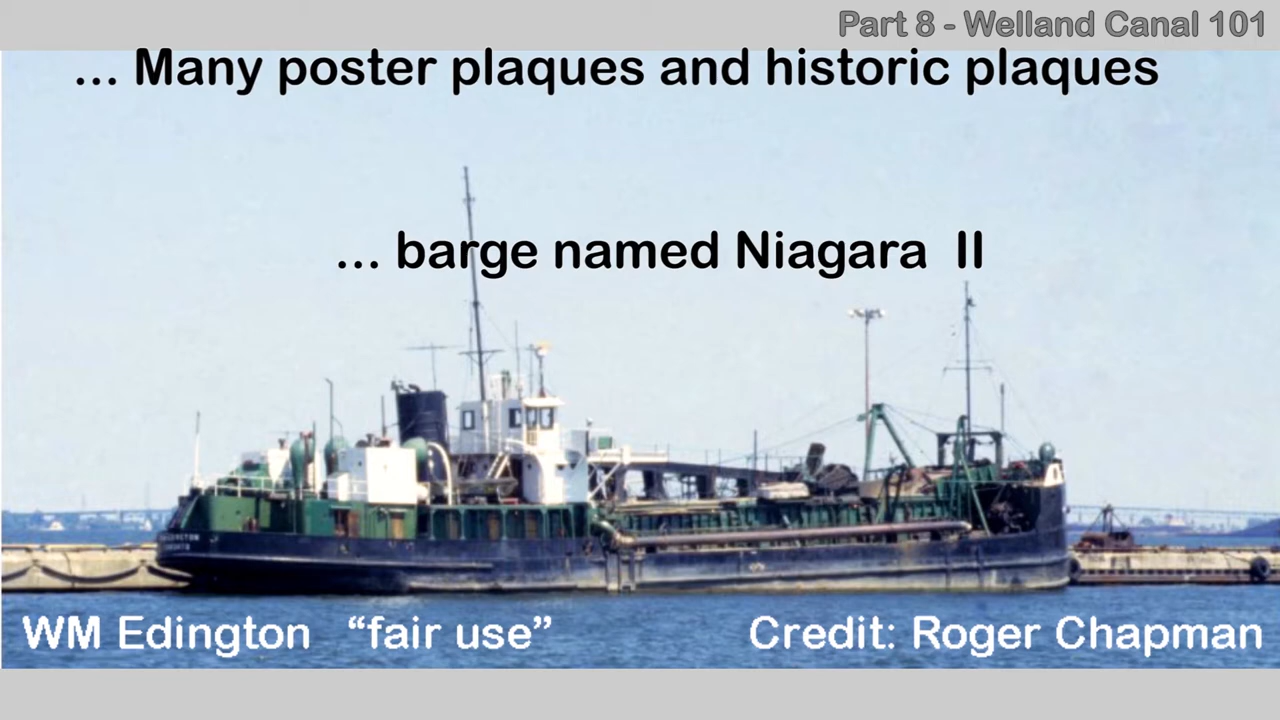 Part 8 - Welland Canal 101
... Many poster plaques and historic plaques
... barge named Niagara II
WM Edington “fair use”
Credit: Roger Chapman